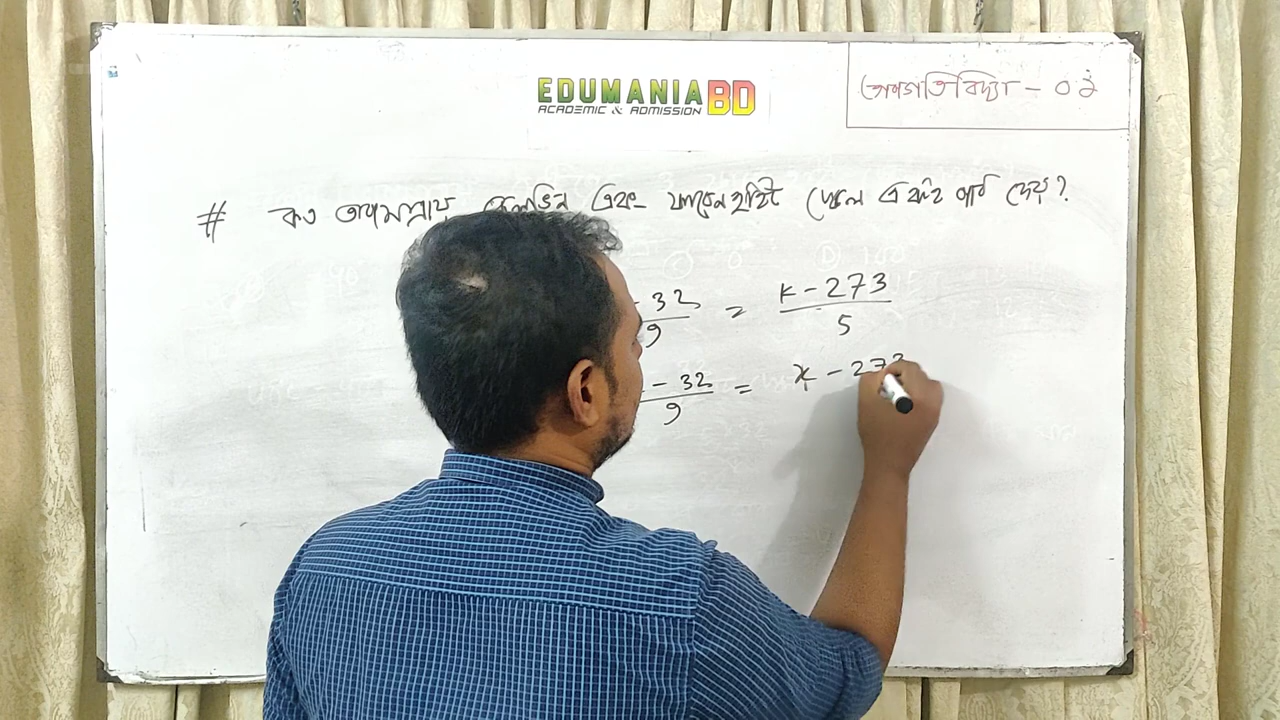 EDUMANIA BD
ACADEMIC & ADMISSION
তাপগতিবিদ্যা - ০১
# কত তাপমাত্রায় কেলভিন এবং ফারেনহাইট স্কেলে একই পাঠ দেয়?
- 32 / 9 = K - 273 / 5
- 32 / 9 = x - 273